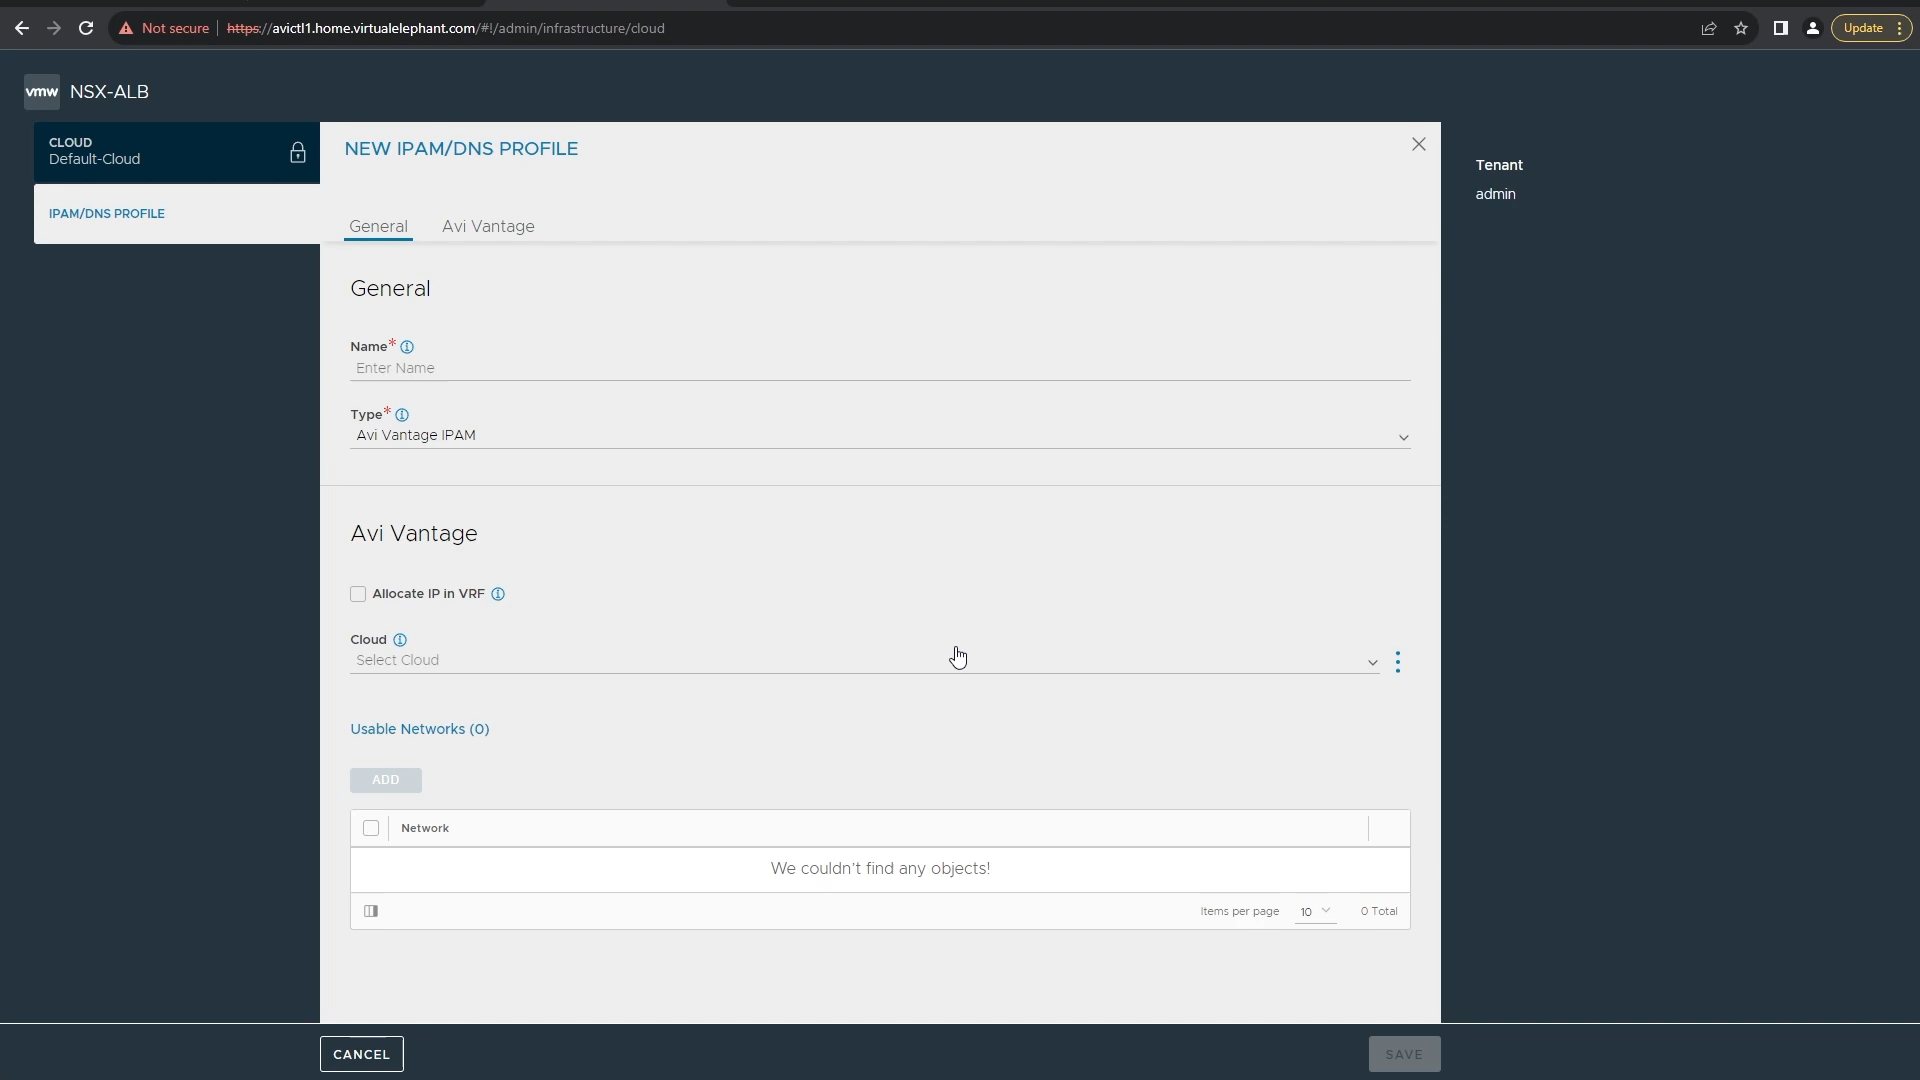 Not secure https://avictl1.home.virtualelephant.com/#!/admin/infrastructure/cloud Update
vmw NSX-ALB
CLOUD
Default-Cloud
IPAM/DNS PROFILE
NEW IPAM/DNS PROFILE
Tenant
admin
General Avi Vantage
General
Name*
Enter Name
Type*
Avi Vantage IPAM
Avi Vantage
Allocate IP in VRF
Cloud
Select Cloud
Usable Networks (0)
ADD
Network
We couldn't find any objects!
Items per page 10 0 Total
CANCEL SAVE